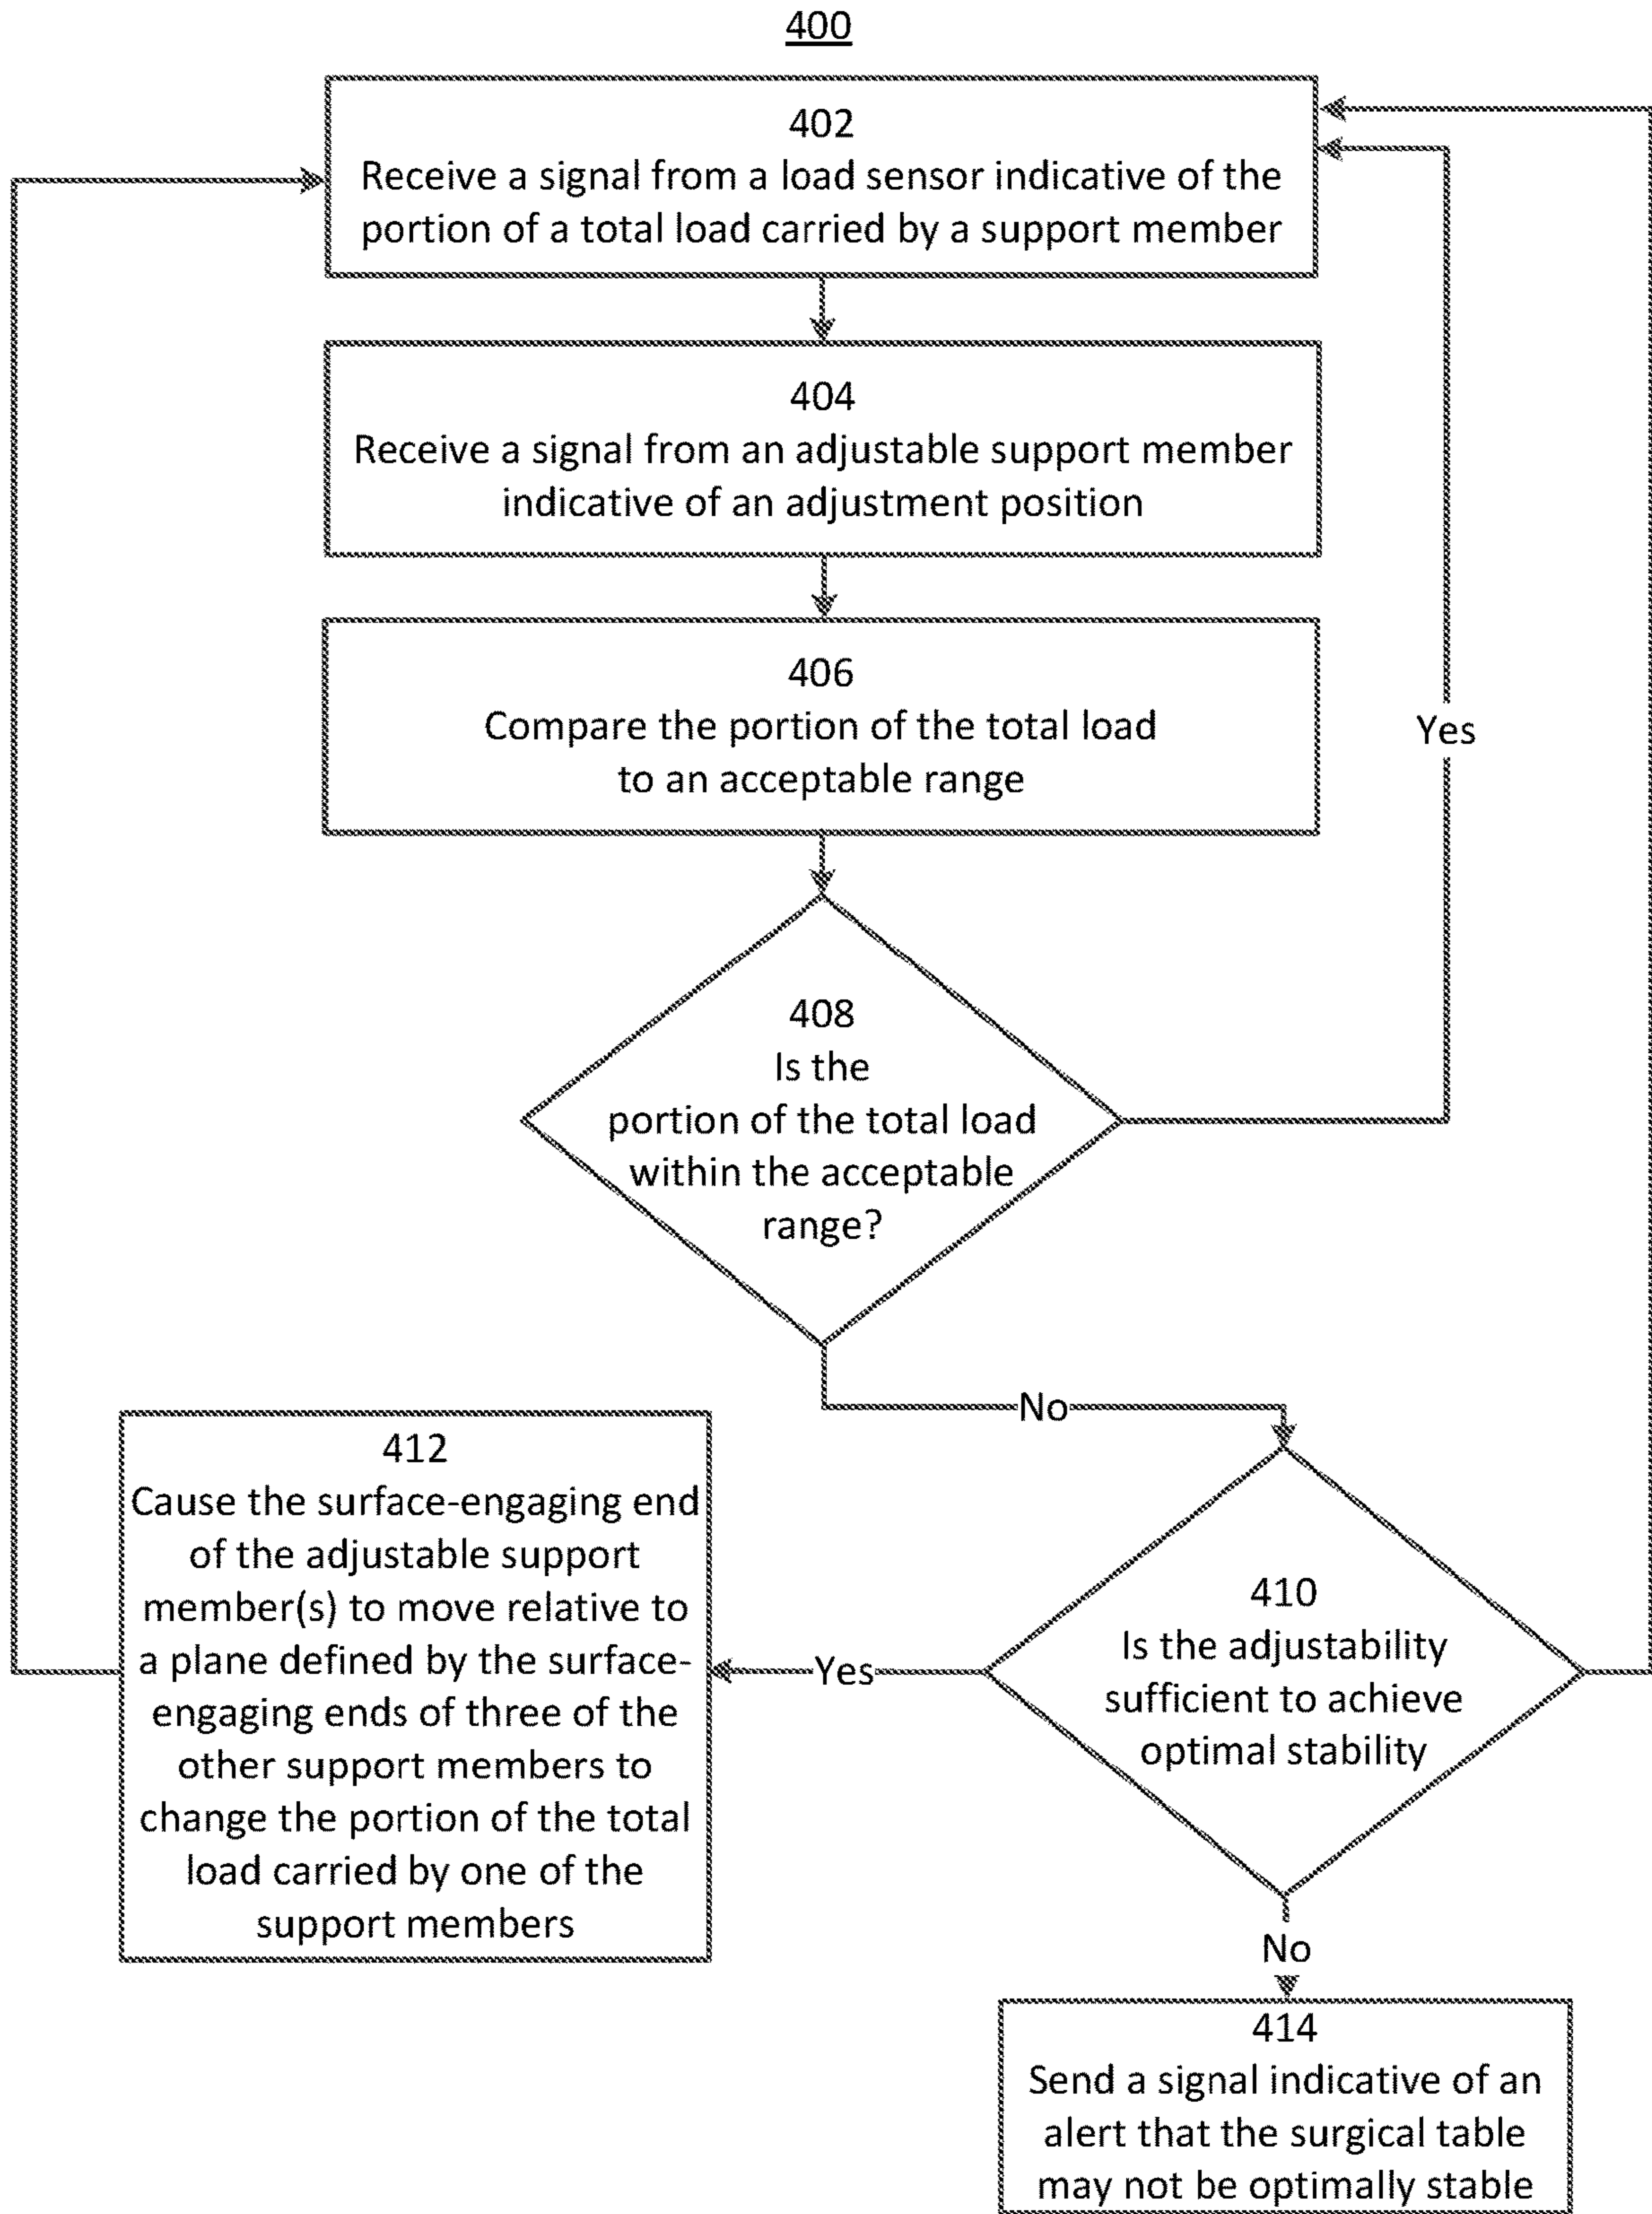 400
402
Receive a signal from a load sensor indicative of the
portion of a total load carried by a support member
404
Receive a signal from an adjustable support member
indicative of an adjustment position
406
Compare the portion of the total load
to an acceptable range
Yes
408
Is the
portion of the total load
within the acceptable
range?
No
412
Cause the surface-engaging end
of the adjustable support
member(s) to move relative to
a plane defined by the surface-
engaging ends of three of the
other support members to
change the portion of the total
load carried by one of the
support members
Yes
410
Is the adjustability
sufficient to achieve
optimal stability
No
414
Send a signal indicative of an
alert that the surgical table
may not be optimally stable